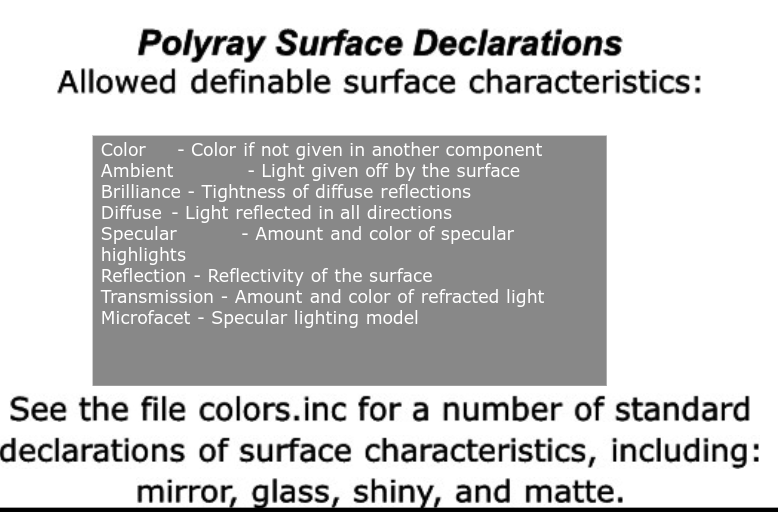 Polyray Surface Declarations
Allowed definable surface characteristics:
Color - Color if not given in another component
Ambient - Light given off by the surface
Brilliance - Tightness of diffuse reflections
Diffuse - Light reflected in all directions
Specular - Amount and color of specular
highlights
Reflection - Reflectivity of the surface
Transmission - Amount and color of refracted light
Microfacet - Specular lighting model
See the file colors.inc for a number of standard
declarations of surface characteristics, including:
mirror, glass, shiny, and matte.